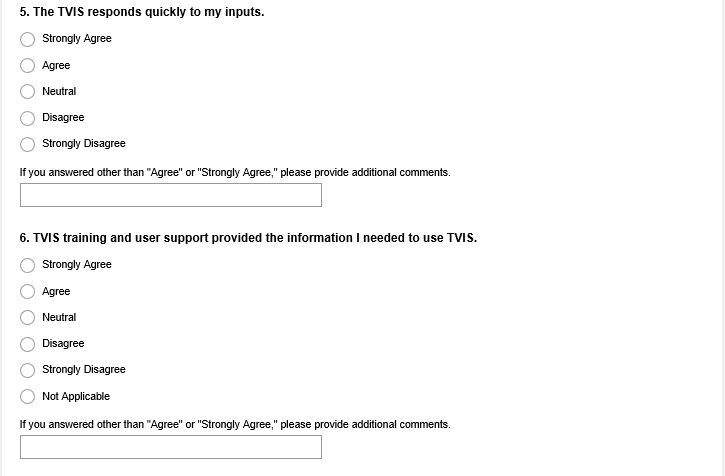 5. The TVIS responds quickly to my inputs.
Strongly Agree
Agree
Neutral
Disagree
Strongly Disagree
If you answered other than "Agree" or "Strongly Agree," please provide additional comments.
6. TVIS training and user support provided the information I needed to use TVIS.
Strongly Agree
Agree
Neutral
Disagree
Strongly Disagree
Not Applicable
If you answered other than "Agree" or "Strongly Agree," please provide additional comments.